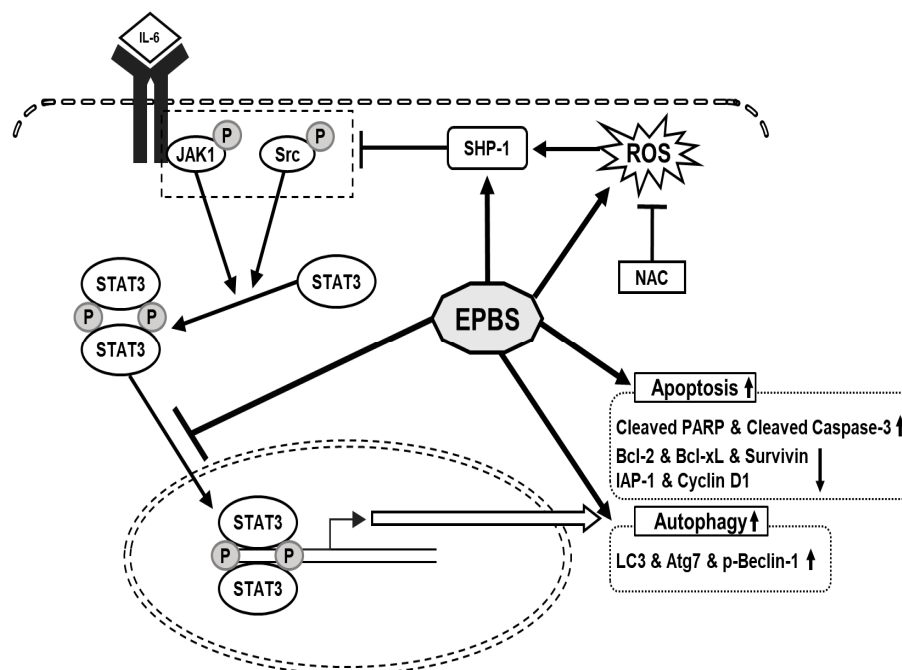 IL-6
P
P
JAK1
Src
SHP-1
ROS
STAT3
STAT3
NAC
P
P
EPBS
STAT3
Apoptosis
Cleaved PARP & Cleaved Caspase-3
Bcl-2 & Bcl-xL & Survivin
IAP-1 & Cyclin D1
STAT3
Autophagy
P
P
LC3 & Atg7 & p-Beclin-1
STAT3